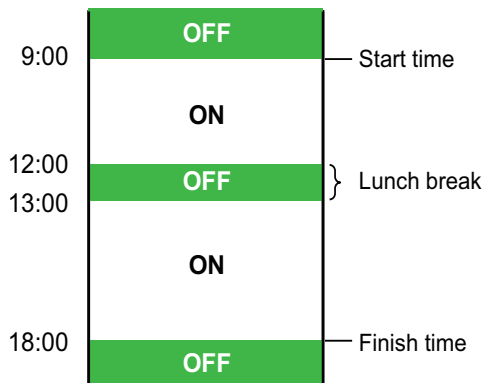 OFF
9:00
Start time
ON
12:00
OFF
Lunch break
13:00
ON
18:00
Finish time
OFF